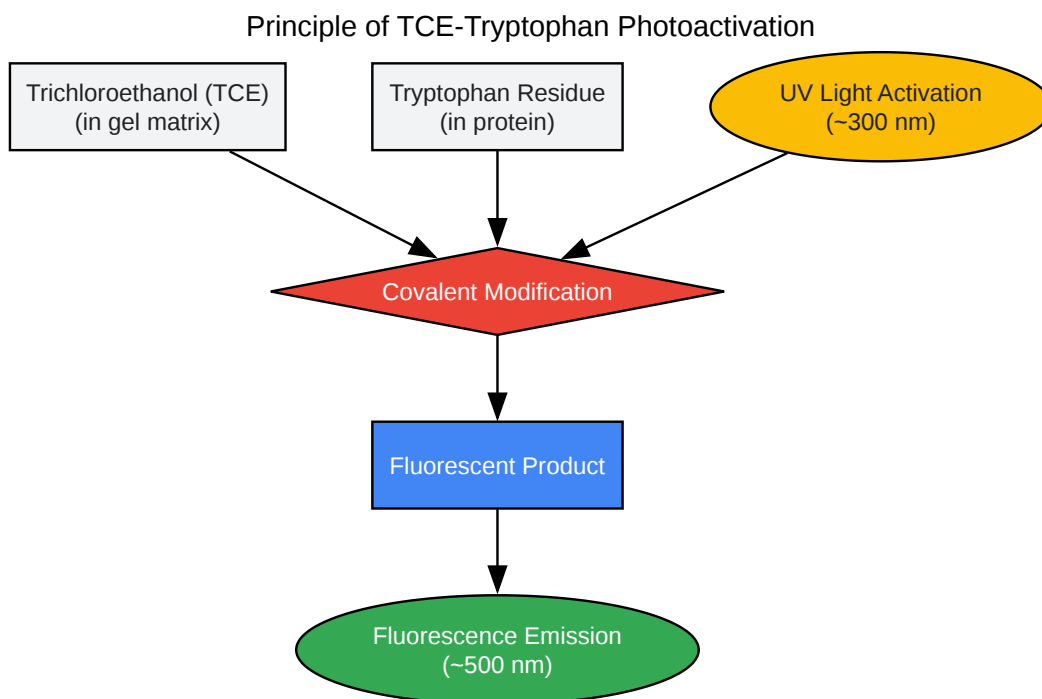 Principle of TCE-Tryptophan Photoactivation
Trichloroethanol (TCE)
(in gel matrix)
Tryptophan Residue
(in protein)
UV Light Activation
(~300 nm)
Covalent Modification
Fluorescent Product
Fluorescence Emission
(~500 nm)